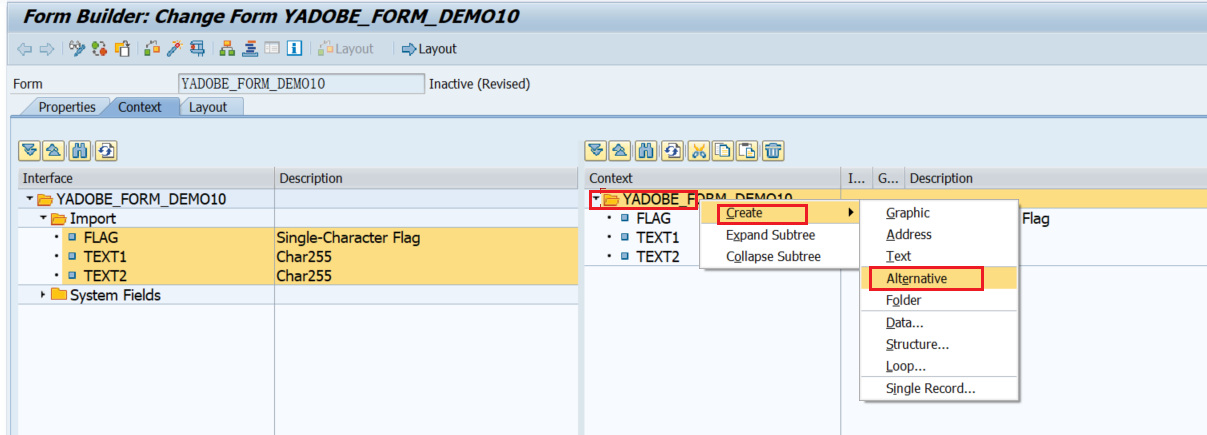 Form Builder: Change Form YADOBE_FORM_DEMO10
Layout Layout
Form YADOBE_FORM_DEMO10 Inactive (Revised)
Properties Context Layout
Interface Description
YADOBE_FORM_DEMO10
Import
FLAG Single-Character Flag
TEXT1 Char255
TEXT2 Char255
System Fields
Context I... G... Description
YADOBE_FORM DEMO10
FLAG Flag
TEXT1
TEXT2
Create
Expand Subtree
Collapse Subtree
Graphic
Address
Text
Alternative
Folder
Data...
Structure...
Loop...
Single Record...